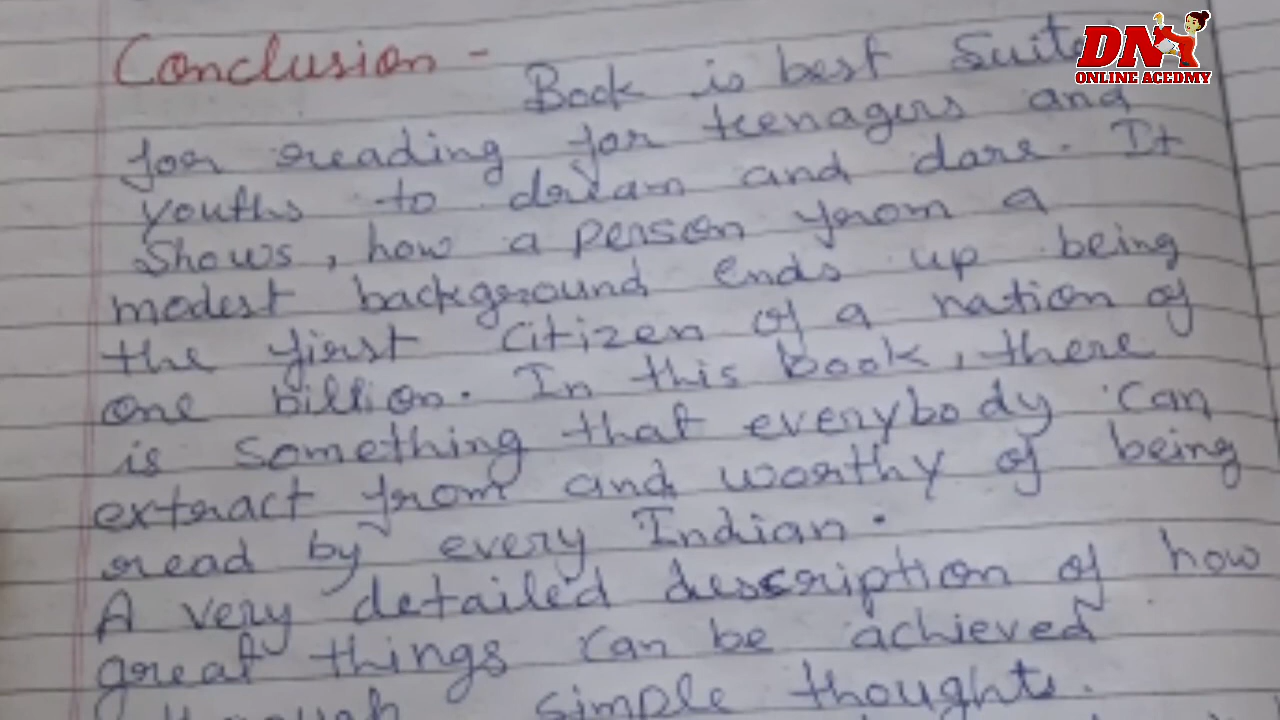 DNA
ONLINE ACEDMY
Conclusion -
Book is best Suite
for reading for teenagers and
youths to dream and dare. It
Shows, how a person from a
modest background ends up being
the first citizen of a nation of
one billion. In this book, there
is something that everybody can
extract from and worthy of being
read by every Indian.
A very detailed description of how
great things can be achieved
through simple thoughts.